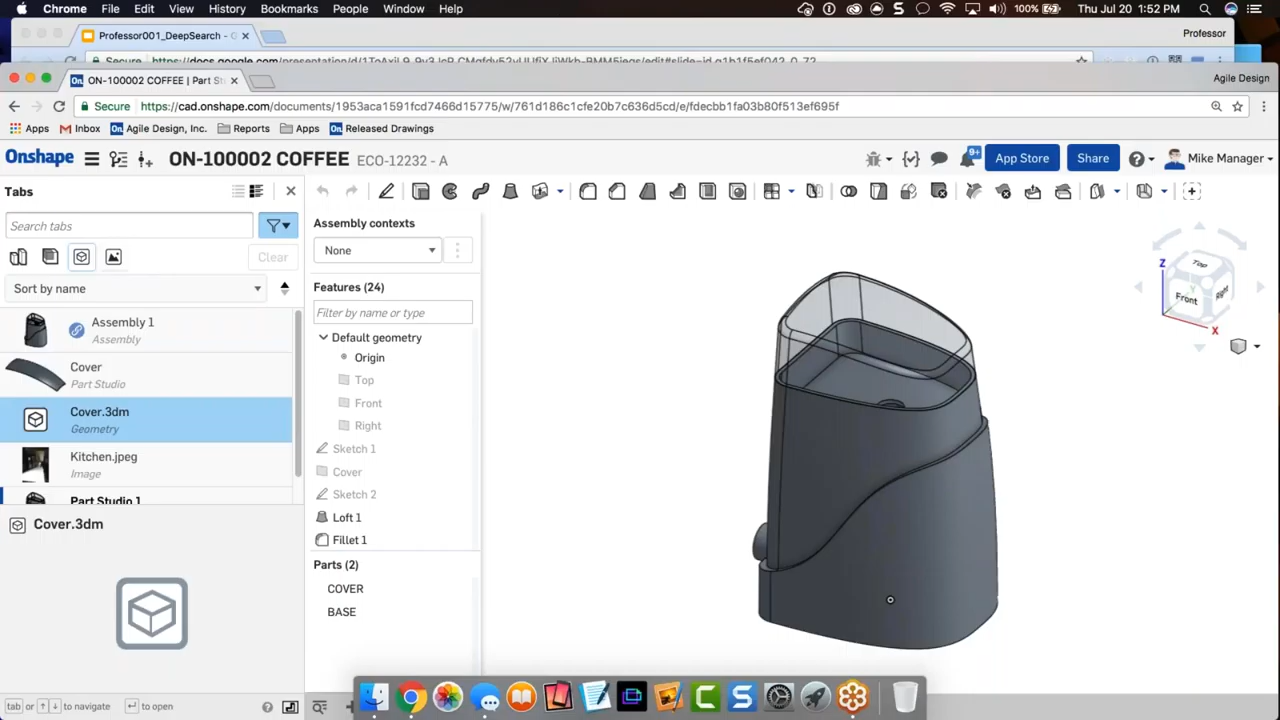 Chrome File Edit View History Bookmarks People Window Help 100% Thu Jul 20 1:52 PM
Professor001_DeepSearch - G Professor
Secure
ON-100002 COFFEE | Part St Agile Design
Secure https://cad.onshape.com/documents/1953aca1591fcd7466d15775/w/761d186c1cfe20b7c636d5cd/e/fdecbb1fa03b80f513ef695f
Apps Inbox On Agile Design, Inc. Reports Apps On Released Drawings
Onshape ON-100002 COFFEE ECO-12232 - A 9+ App Store Share Mike Manager
Tabs
Search tabs
Clear
Sort by name
Assembly 1
Assembly
Cover
Part Studio
Cover.3dm
Geometry
Kitchen.jpeg
Image
Part Studio 1
Cover.3dm
tab or to navigate to open
Assembly contexts
None
Features (24)
Filter by name or type
Default geometry
Origin
Top
Front
Right
Sketch 1
Cover
Sketch 2
Loft 1
Fillet 1
Parts (2)
COVER
BASE
Z
Top
Front
Right
X